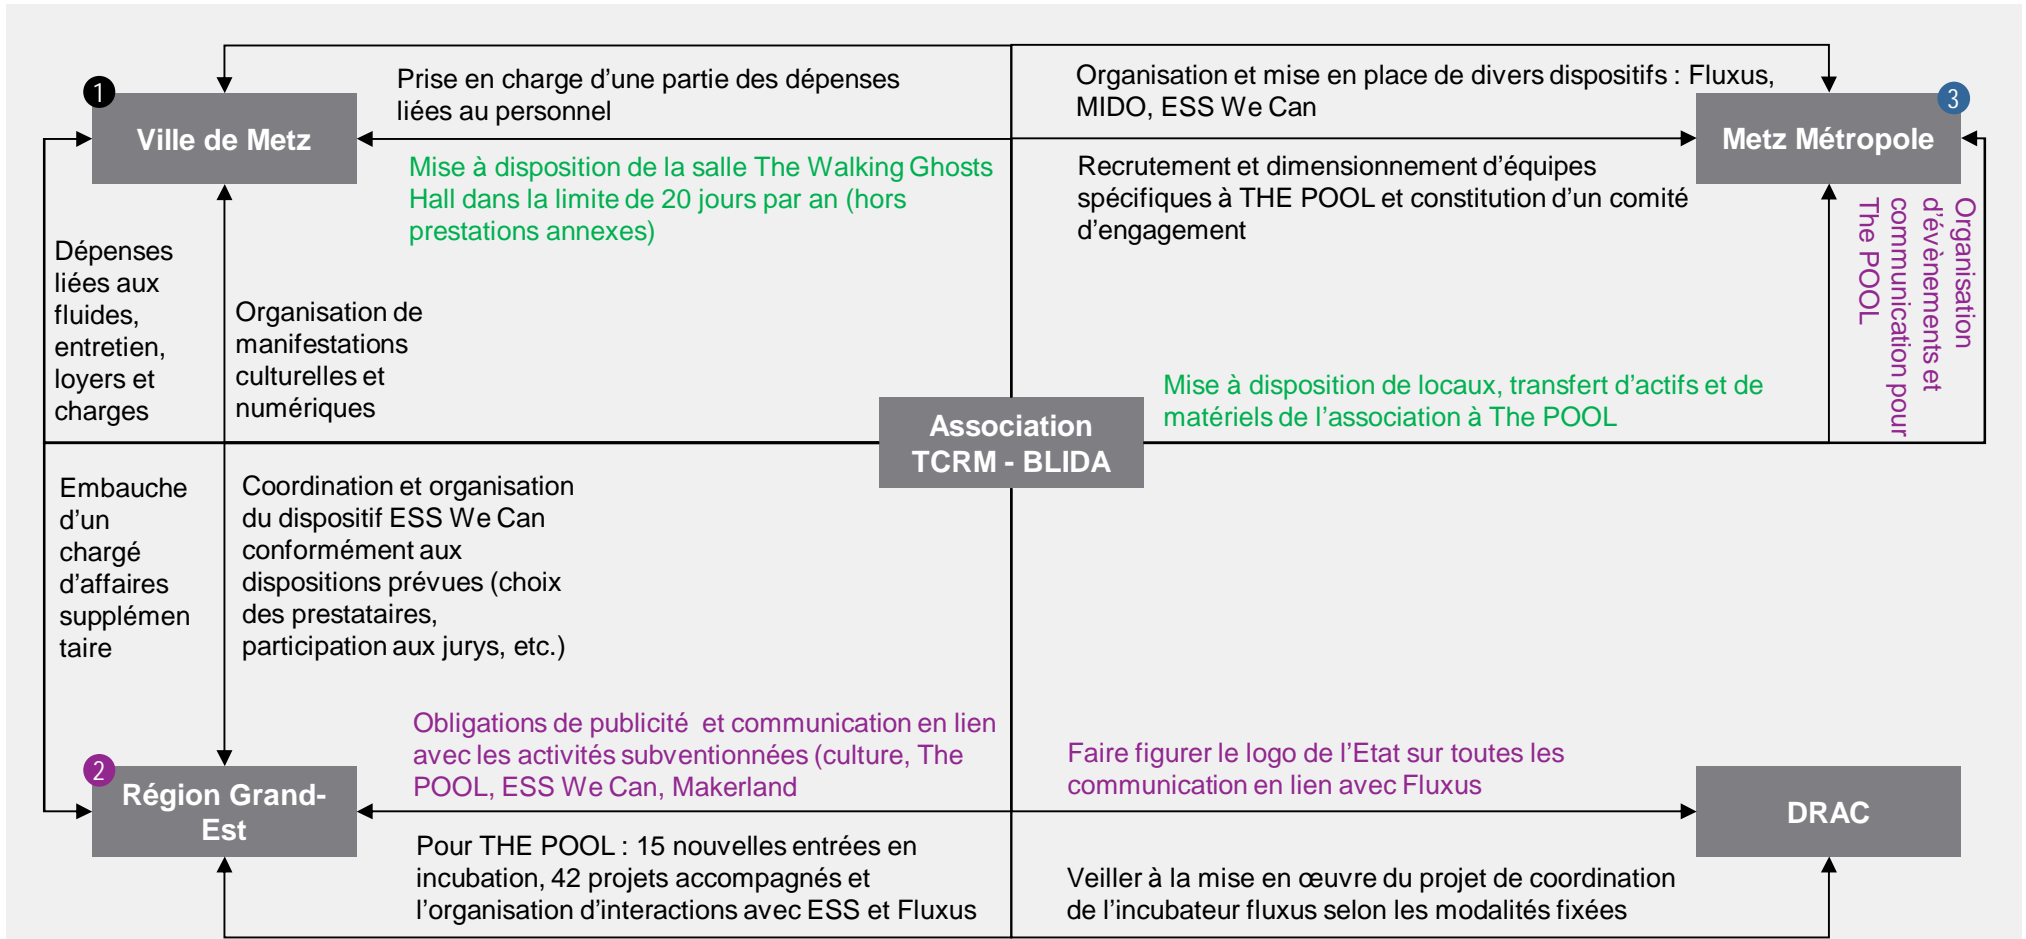 1
Ville de Metz
Prise en charge d’une partie des dépenses
liées au personnel
Mise à disposition de la salle The Walking Ghosts
Hall dans la limite de 20 jours par an (hors
prestations annexes)
Organisation et mise en place de divers dispositifs : Fluxus,
MIDO, ESS We Can
3
Metz Métropole
Recrutement et dimensionnement d’équipes
spécifiques à THE POOL et constitution d’un comité
d’engagement
Organisation
d’évènements et
communication pour
The POOL
Dépenses
liées aux
fluides,
entretien,
loyers et
charges
Organisation de
manifestations
culturelles et
numériques
Mise à disposition de locaux, transfert d’actifs et de
matériels de l’association à The POOL
Association
TCRM - BLIDA
Embauche
d’un
chargé
d’affaires
supplémen
taire
Coordination et organisation
du dispositif ESS We Can
conformément aux
dispositions prévues (choix
des prestataires,
participation aux jurys, etc.)
Obligations de publicité  et communication en lien
avec les activités subventionnées (culture, The
POOL, ESS We Can, Makerland
Faire figurer le logo de l’Etat sur toutes les
communication en lien avec Fluxus
2
Région Grand-
Est
DRAC
Pour THE POOL : 15 nouvelles entrées en
incubation, 42 projets accompagnés et
l’organisation d’interactions avec ESS et Fluxus
Veiller à la mise en œuvre du projet de coordination
de l’incubateur fluxus selon les modalités fixées